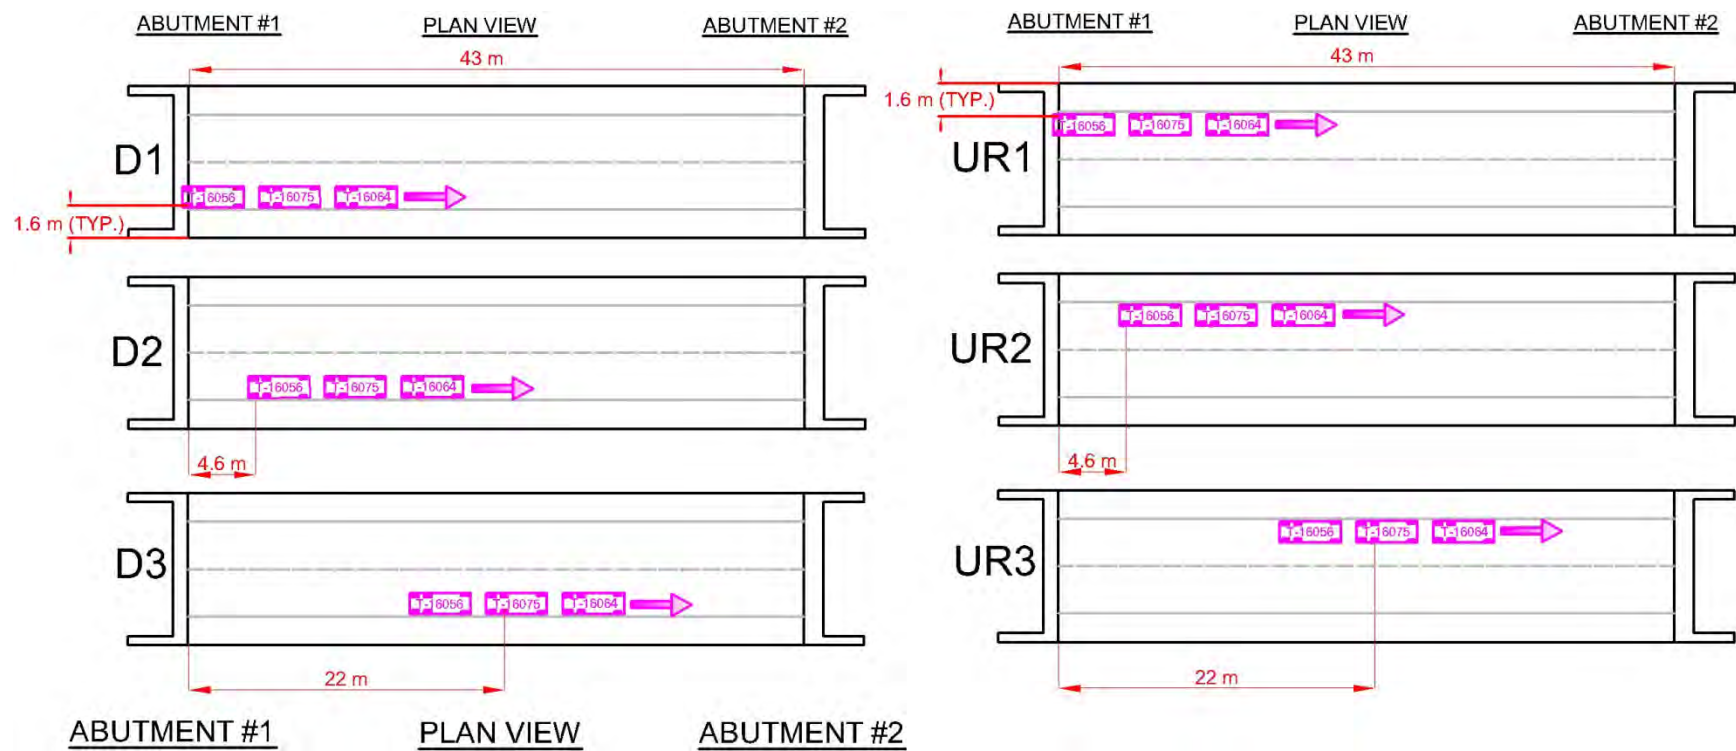 ABUTMENT #1 PLAN VIEW ABUTMENT #2
43 m
D1
T-16056 T-16075 T-16064
1.6 m (TYP.)
D2
T-16056 T-16075 T-16064
4.6 m
D3
T-16056 T-16075 T-16064
22 m
ABUTMENT #1 PLAN VIEW ABUTMENT #2
ABUTMENT #1 PLAN VIEW ABUTMENT #2
43 m
1.6 m (TYP.)
T-16056 T-16075 T-16064
UR1
T-16056 T-16075 T-16064
UR2
4.6 m
T-16056 T-16075 T-16064
UR3
22 m